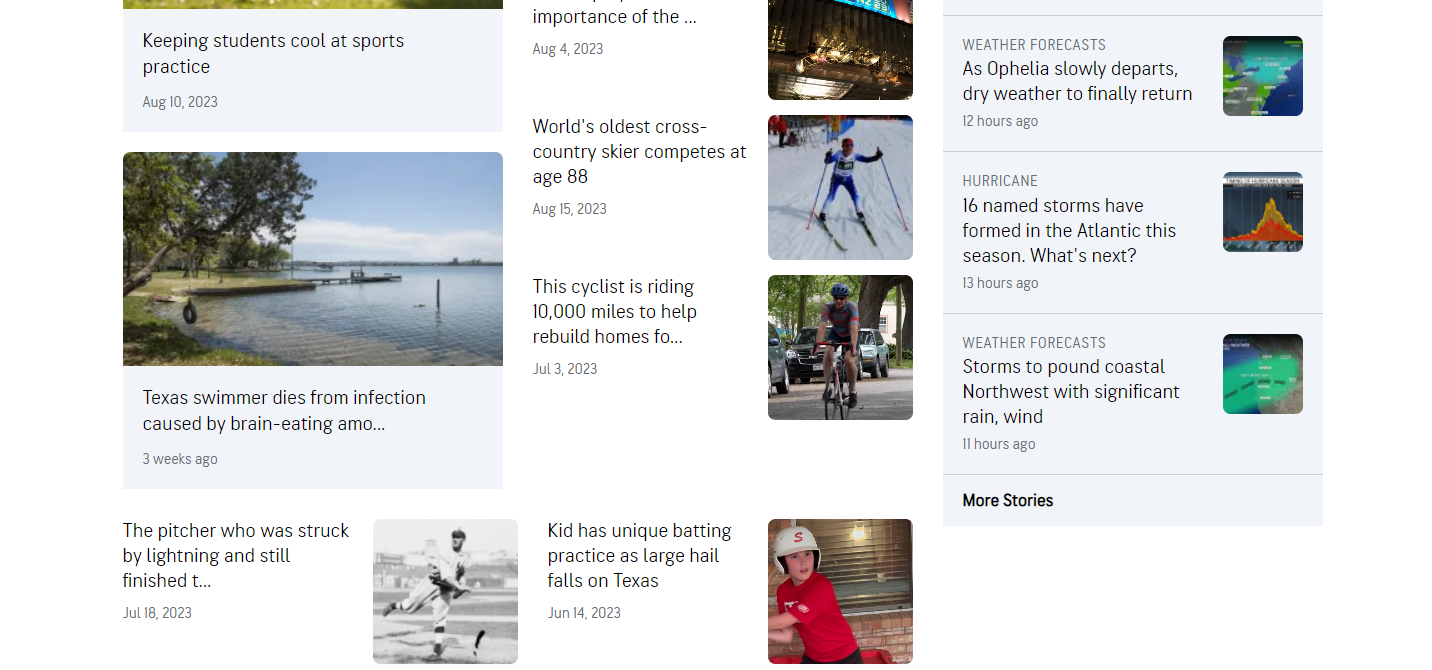 Keeping students cool at sports
practice
Aug 10, 2023
Texas swimmer dies from infection
caused by brain-eating amo...
3 weeks ago
importance of the ...
Aug 4, 2023
World's oldest cross-
country skier competes at
age 88
Aug 15, 2023
This cyclist is riding
10,000 miles to help
rebuild homes fo...
Jul 3, 2023
The pitcher who was struck
by lightning and still
finished t...
Jul 18, 2023
Kid has unique batting
practice as large hail
falls on Texas
Jun 14, 2023
S
WEATHER FORECASTS
As Ophelia slowly departs,
dry weather to finally return
12 hours ago
HURRICANE
16 named storms have
formed in the Atlantic this
season. What's next?
13 hours ago
TIMING OF HURRICANE SEASON
WEATHER FORECASTS
Storms to pound coastal
Northwest with significant
rain, wind
11 hours ago
More Stories